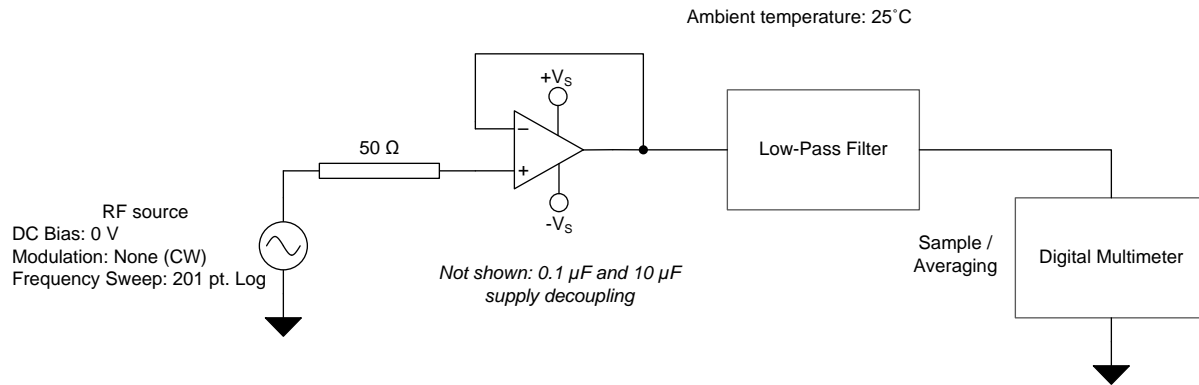 Ambient temperature: 25˚C
+VS
−
50 Ω
Low-Pass Filter
+
-VS
RF source
DC Bias: 0 V
Modulation: None (CW)
Frequency Sweep: 201 pt. Log
Not shown: 0.1 µF and 10 µF
supply decoupling
Sample /
Averaging
Digital Multimeter